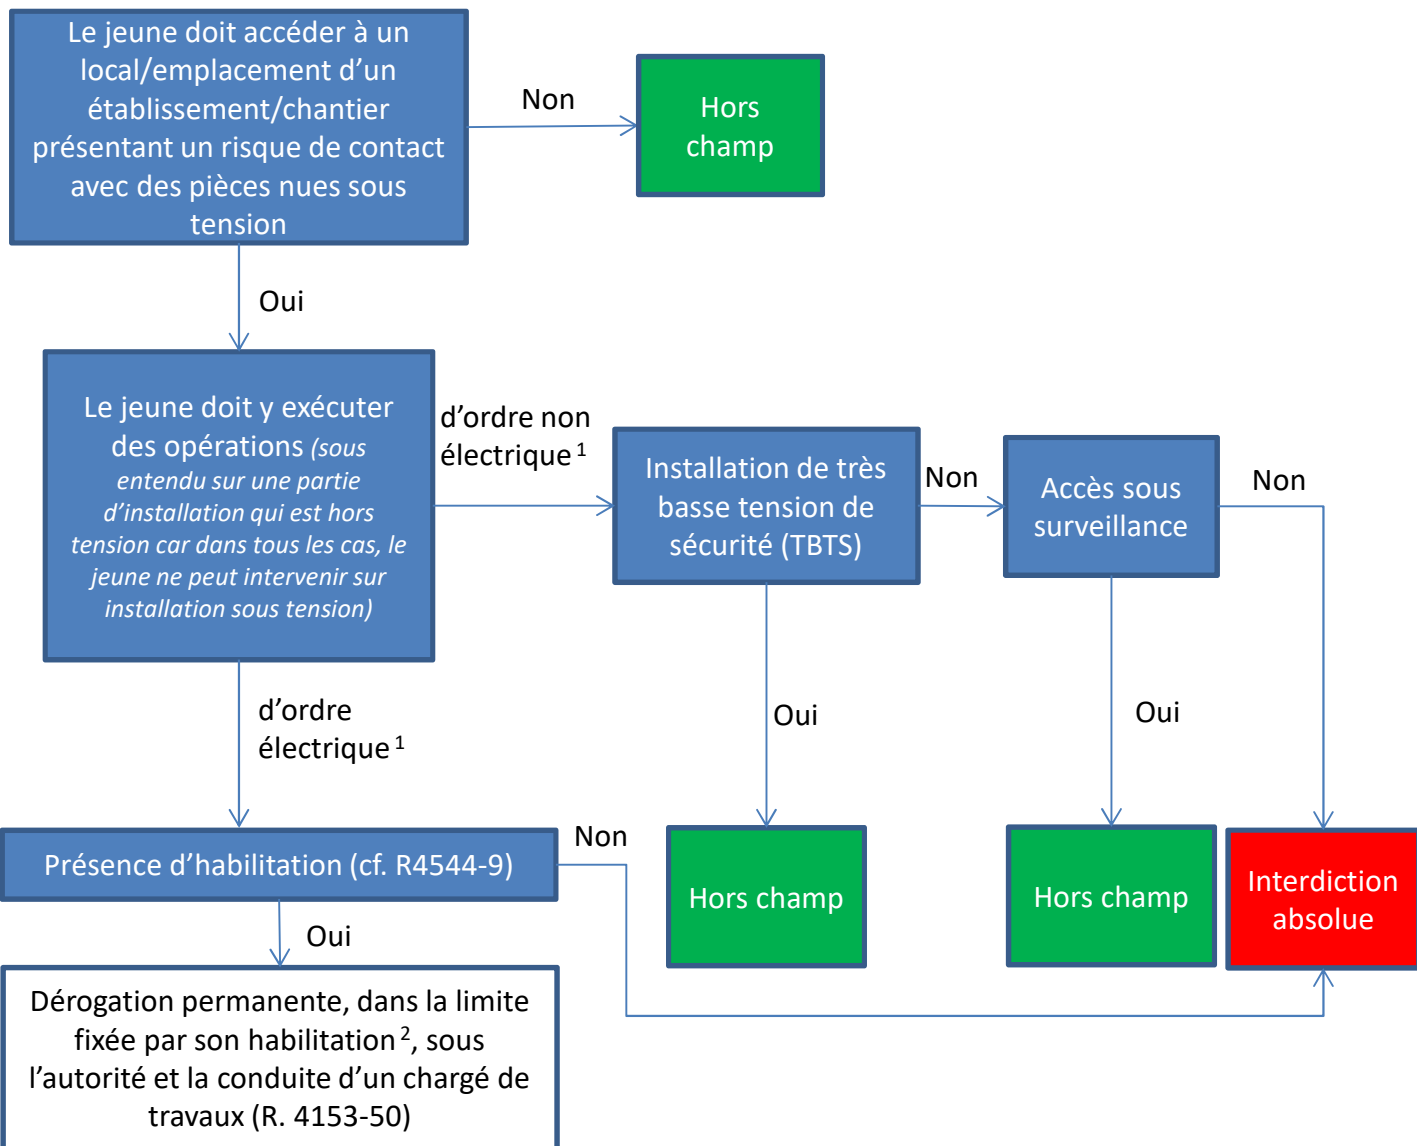 Le jeune doit accéder à un
local/emplacement d’un
établissement/chantier
présentant un risque de contact
avec des pièces nues sous
tension
Non
Hors
champ
Oui
Le jeune doit y exécuter
des opérations (sous
entendu sur une partie
d’installation qui est hors
tension car dans tous les cas, le
jeune ne peut intervenir sur
installation sous tension)
d’ordre non
électrique 1
Installation de très
basse tension de
sécurité (TBTS)
Non
Accès sous
surveillance
Non
Oui
Oui
d’ordre
électrique 1
Présence d’habilitation (cf. R4544-9)
Non
Hors champ
Hors champ
Interdiction
absolue
Oui
Dérogation permanente, dans la limite
fixée par son habilitation 2, sous
l’autorité et la conduite d’un chargé de
travaux (R. 4153-50)